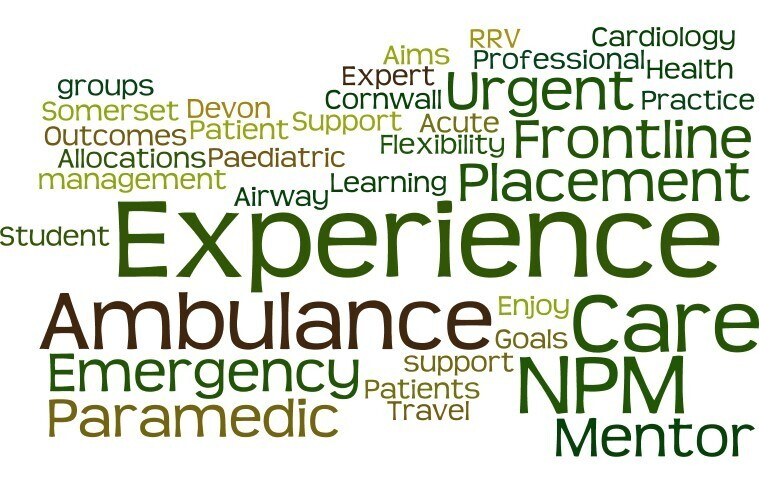 RRV Cardiology
Aims Professional
groups Expert Urgent Health
Somerset Devon Cornwall Practice
Outcomes Patient Support Acute Frontline
Allocations Paediatric Flexibility
management Airway Learning Placement
Student Experience
Ambulance Enjoy Care
Goals
Emergency support NPM
Paramedic Patients
Travel Mentor